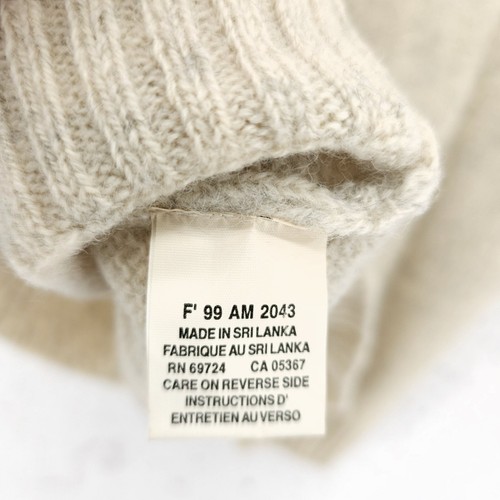 F' 99 AM 2043
MADE IN SRI LANKA
FABRIQUE AU SRI LANKA
RN 69724 CA 05367
CARE ON REVERSE SIDE
INSTRUCTIONS D'
ENTRETIEN AU VERSO